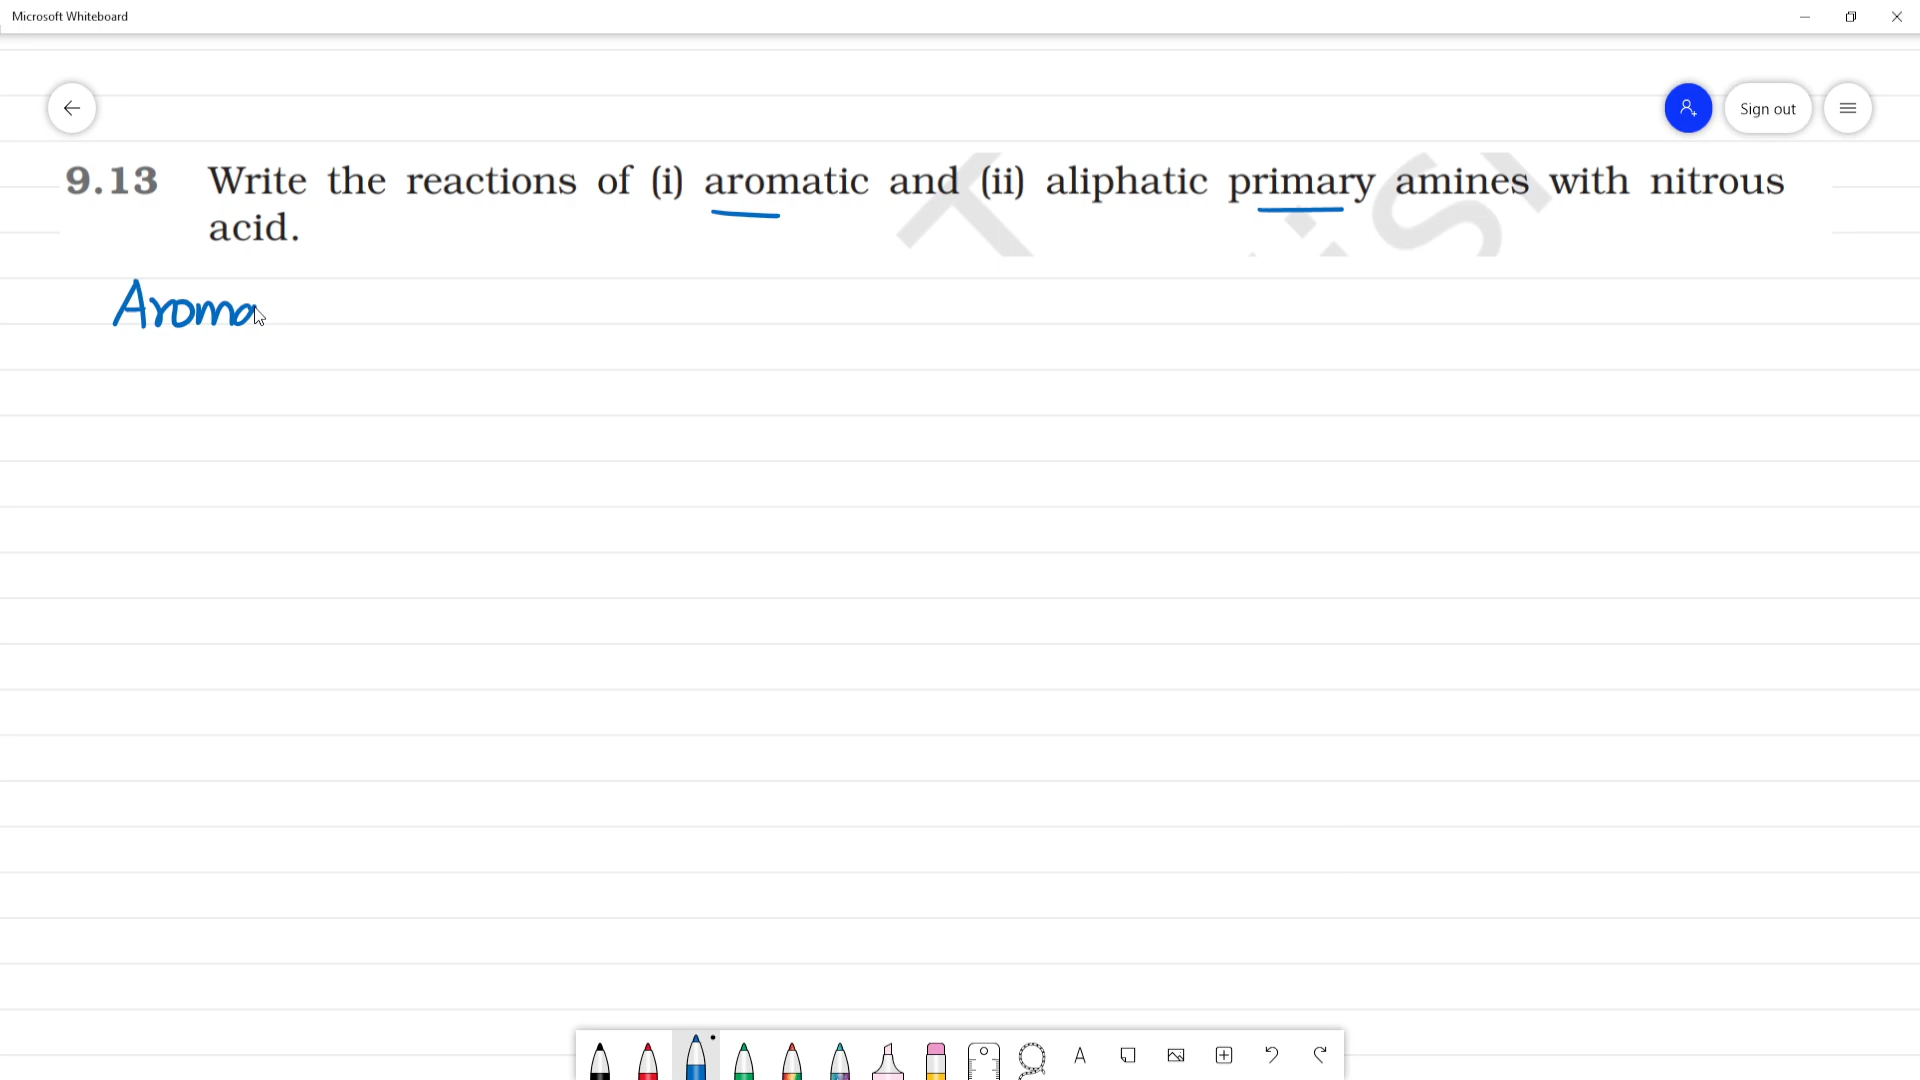 Microsoft Whiteboard
Sign out
9.13 Write the reactions of (i) aromatic and (ii) aliphatic primary amines with nitrous
acid.
Aroma